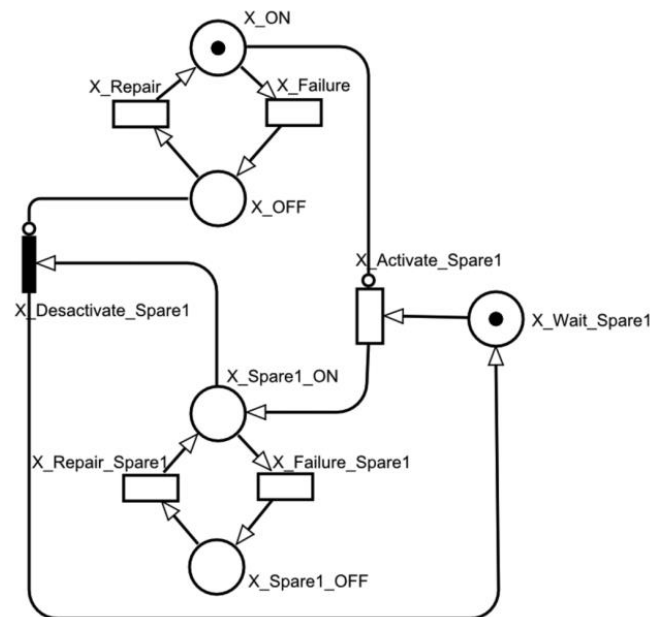 X_ON
X_Repair
X_Failure
X_OFF
X_Activate_Spare1
X_Desactivate_Spare1
X_Wait_Spare1
X_Spare1_ON
X_Repair_Spare1
X_Failure_Spare1
X_Spare1_OFF